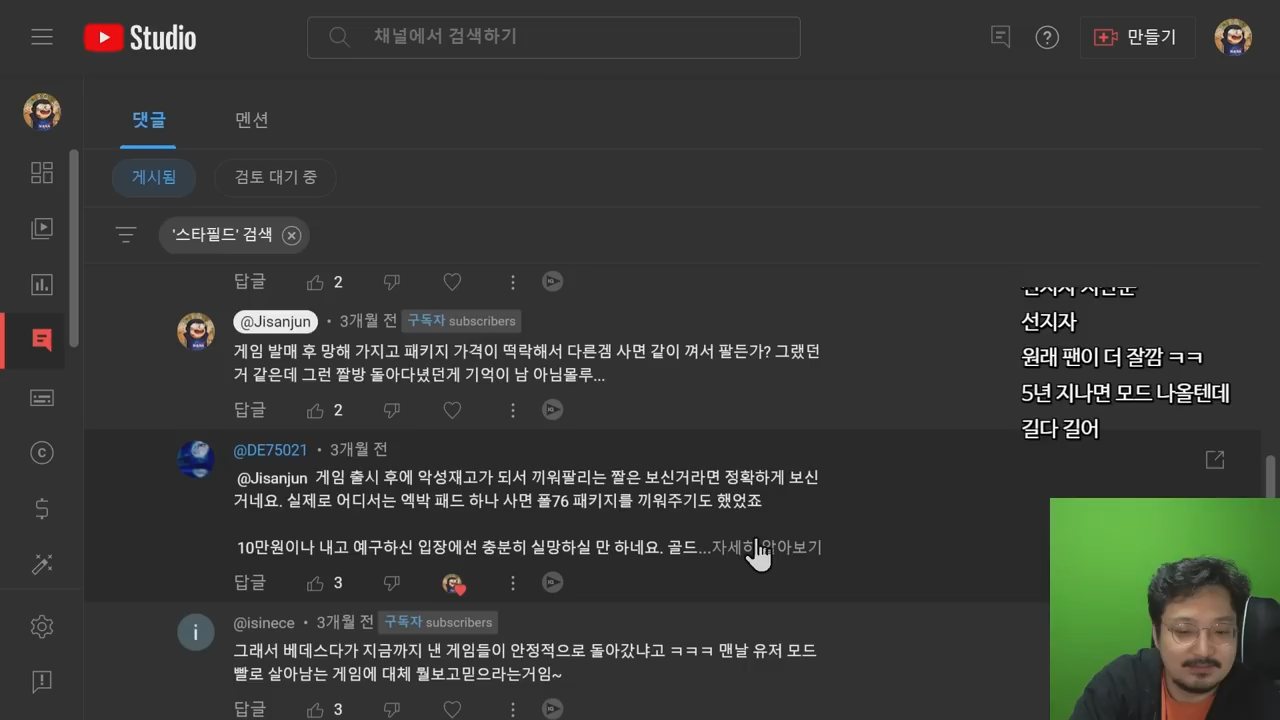 Studio
채널에서 검색하기
만들기
댓글
멘션
게시됨
검토 대기 중
'스타필드' 검색
답글
2
@Jisanjun • 3개월 전 구독자 subscribers
게임 발매 후 망해 가지고 패키지 가격이 떡락해서 다른겜 사면 같이 껴서 팔든가? 그랬던
거 같은데 그런 짤방 돌아다녔던게 기억이 남 아님몰루...
답글
2
@DE75021 • 3개월 전
@Jisanjun 게임 출시 후에 악성재고가 되서 끼워팔리는 짤은 보신거라면 정확하게 보신
거네요. 실제로 어디서는 엑박 패드 하나 사면 폴76 패키지를 끼워주기도 했었죠
10만원이나 내고 예구하신 입장에선 충분히 실망하실 만 하네요. 골드...자세히 알아보기
답글
3
i
@isinece • 3개월 전 구독자 subscribers
그래서 베데스다가 지금까지 낸 게임들이 안정적으로 돌아갔냐고 ㅋㅋㅋ 맨날 유저 모드
빨로 살아남는 게임에 대체 뭘보고믿으라는거임~
답글
3
선지자
원래 팬이 더 잘깜 ㅋㅋ
5년 지나면 모드 나올텐데
길다 길어